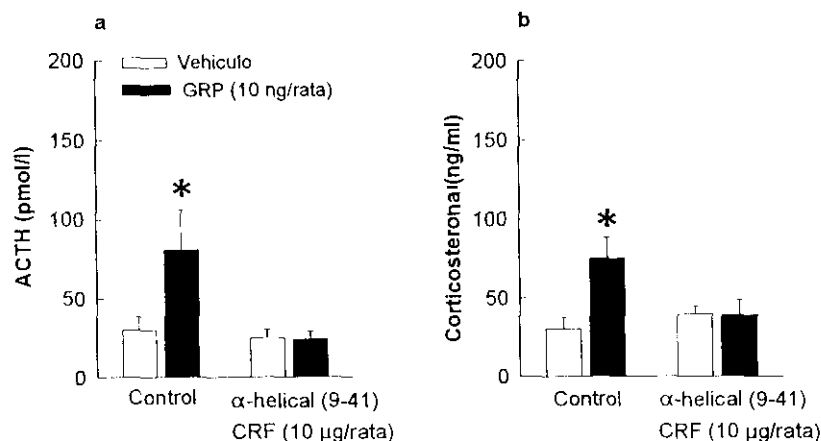 a
200
150
100
50
0
ACTH (pmol/l)
Vehiculo
GRP (10 ng/rata)
*
Control
α-helical (9-41)
CRF (10 µg/rata)
b
200
150
100
50
0
Corticosteronal(ng/ml)
*
Control
α-helical (9-41)
CRF (10 µg/rata)